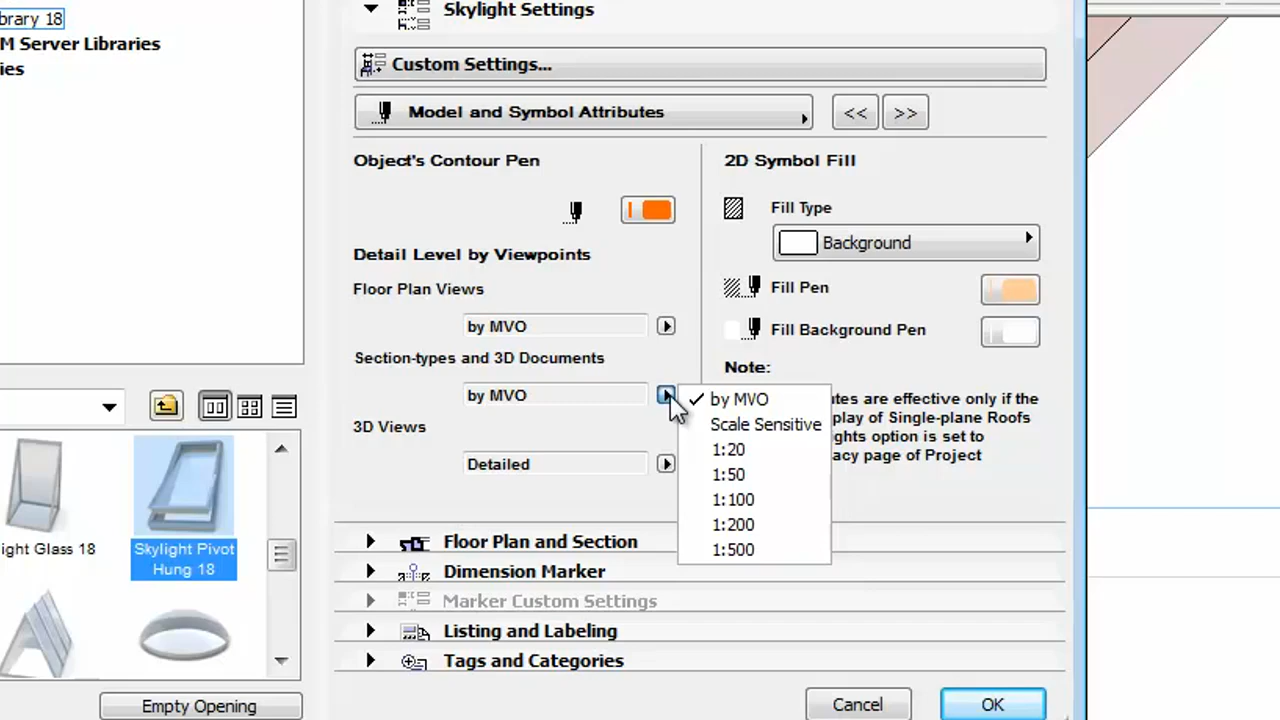 brary 18
M Server Libraries
ies
Skylight Settings
Custom Settings...
Model and Symbol Attributes
<<
>>
Object's Contour Pen
2D Symbol Fill
Fill Type
Background
Detail Level by Viewpoints
Floor Plan Views
Fill Pen
by MVO
Fill Background Pen
Section-types and 3D Documents
Note:
by MVO
by MVO
Scale Sensitive
1:20
1:50
1:100
1:200
1:500
utes are effective only if the
play of Single-plane Roofs
ghts option is set to
acy page of Project
3D Views
Detailed
ight Glass 18
Skylight Pivot
Hung 18
Floor Plan and Section
Dimension Marker
Marker Custom Settings
Listing and Labeling
Tags and Categories
Empty Opening
Cancel
OK